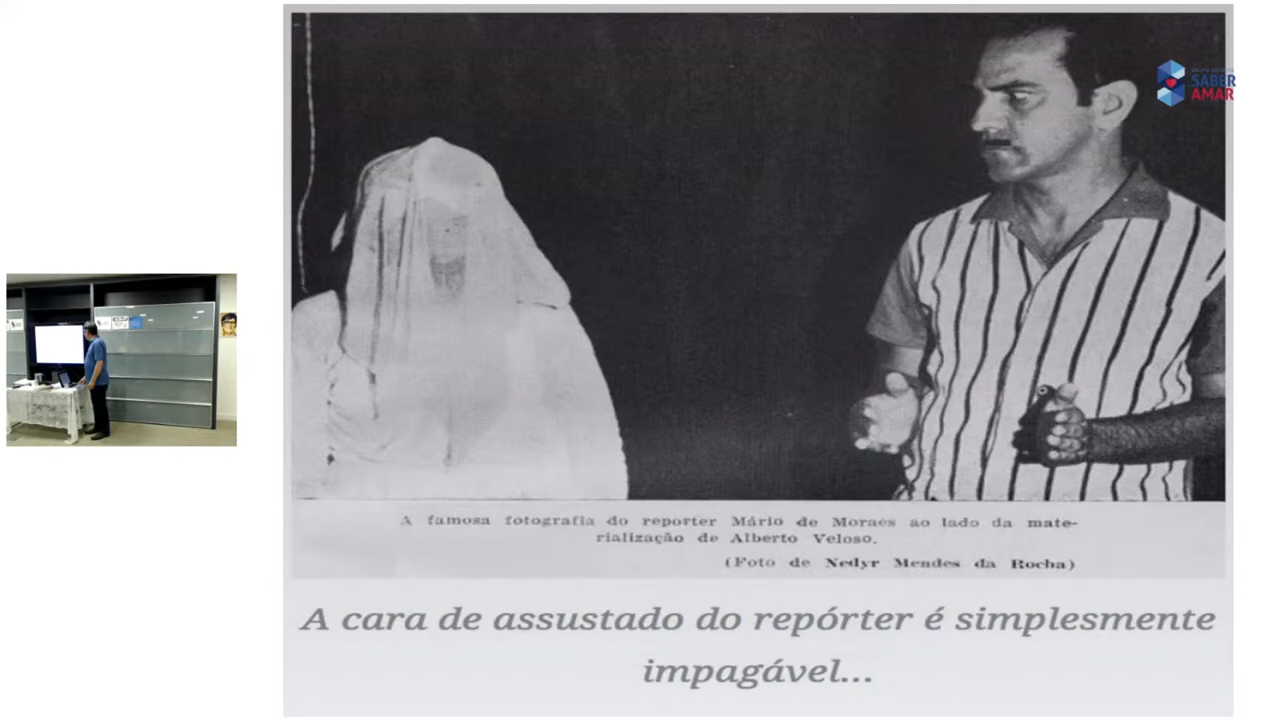 SABER
AMAR
A famosa fotografia do reporter Mário de Moraes ao lado da mate-
rialização de Alberto Veloso.
(Foto de Nedyr Mendes da Rocha)
A cara de assustado do repórter é simplesmente
impagável...